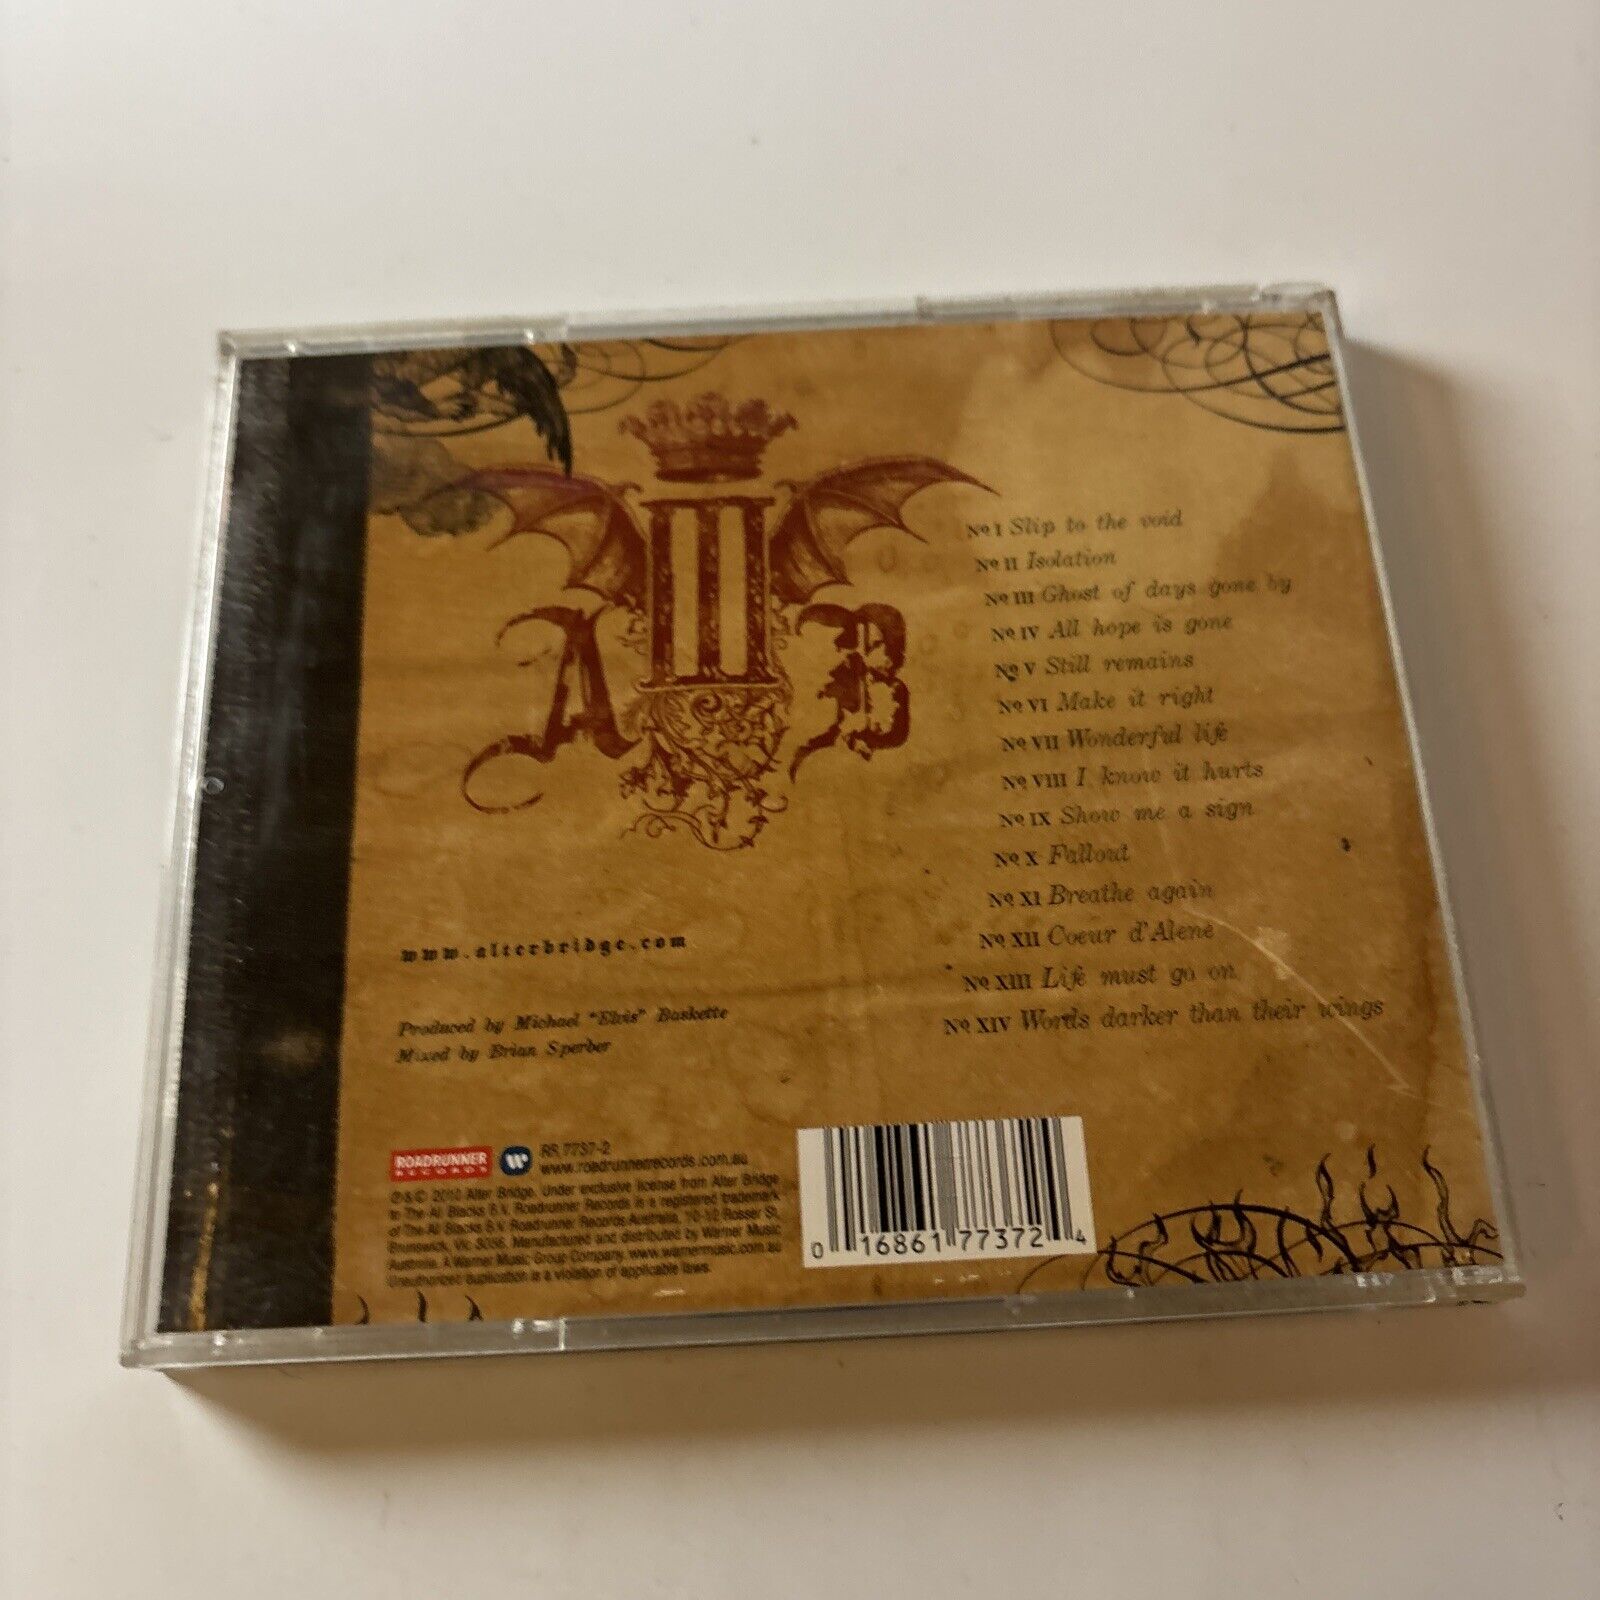 III
A B
No I Slip to the void
No II Isolation
No III Ghost of days gone by
No IV All hope is gone
No V Still remains
No VI Make it right
No VII Wonderful life
No VIII I know it hurts
No IX Show me a sign
No X Fallout
No XI Breathe again
No XII Coeur d'Alene
No XIII Life must go on
No XIV Words darker than their wings
www.alterbridge.com
Produced by Michael "Elvis" Baskette
Mixed by Brian Sperber
ROADRUNNER
RECORDS
RR 7737-2
www.roadrunnerrecords.com.au
℗&© 2010 Alter Bridge. Under exclusive license from Alter Bridge
to The All Blacks B.V. Roadrunner Records is a registered trademark
of The All Blacks B.V. Roadrunner Records Australia, 10-12 Rosser St,
Brunswick, Vic 3056. Manufactured and distributed by Warner Music
Australia. A Warner Music Group Company. www.warnermusic.com.au
Unauthorized duplication is a violation of applicable laws.
0 16861 77372 4